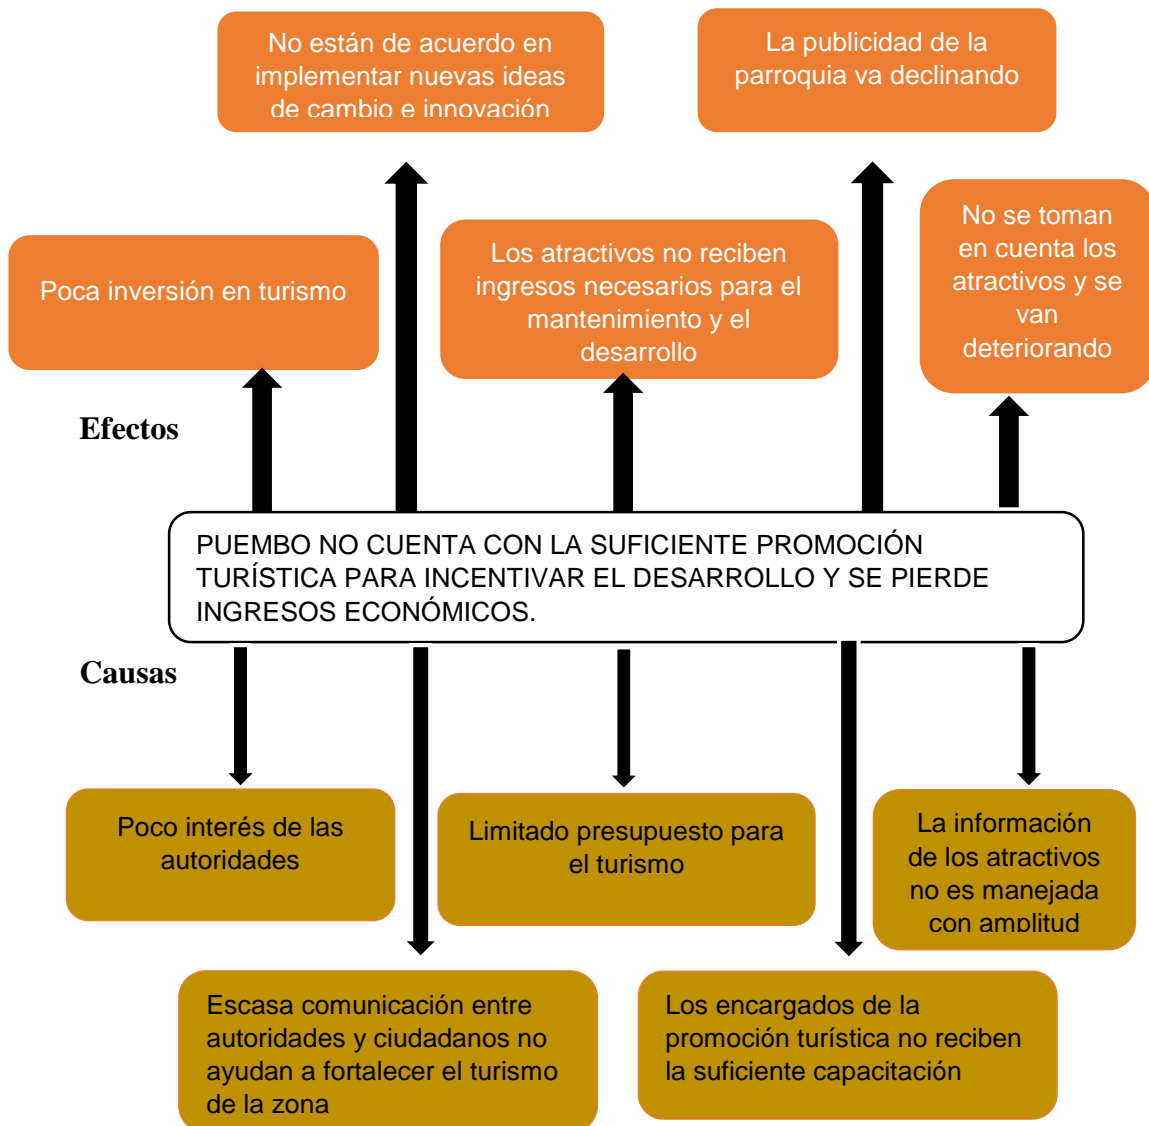 No están de acuerdo en
implementar nuevas ideas
de cambio e innovación
La publicidad de la
parroquia va declinando
No se toman
en cuenta los
atractivos y se
van
deteriorando
Poca inversión en turismo
Los atractivos no reciben
ingresos necesarios para el
mantenimiento y el
desarrollo
Efectos
PUEMBO NO CUENTA CON LA SUFICIENTE PROMOCIÓN
TURÍSTICA PARA INCENTIVAR EL DESARROLLO Y SE PIERDE
INGRESOS ECONÓMICOS.
Causas
Poco interés de las
autoridades
Limitado presupuesto para
el turismo
La información
de los atractivos
no es manejada
con amplitud
Escasa comunicación entre
autoridades y ciudadanos no
ayudan a fortalecer el turismo
de la zona
Los encargados de la
promoción turística no reciben
la suficiente capacitación